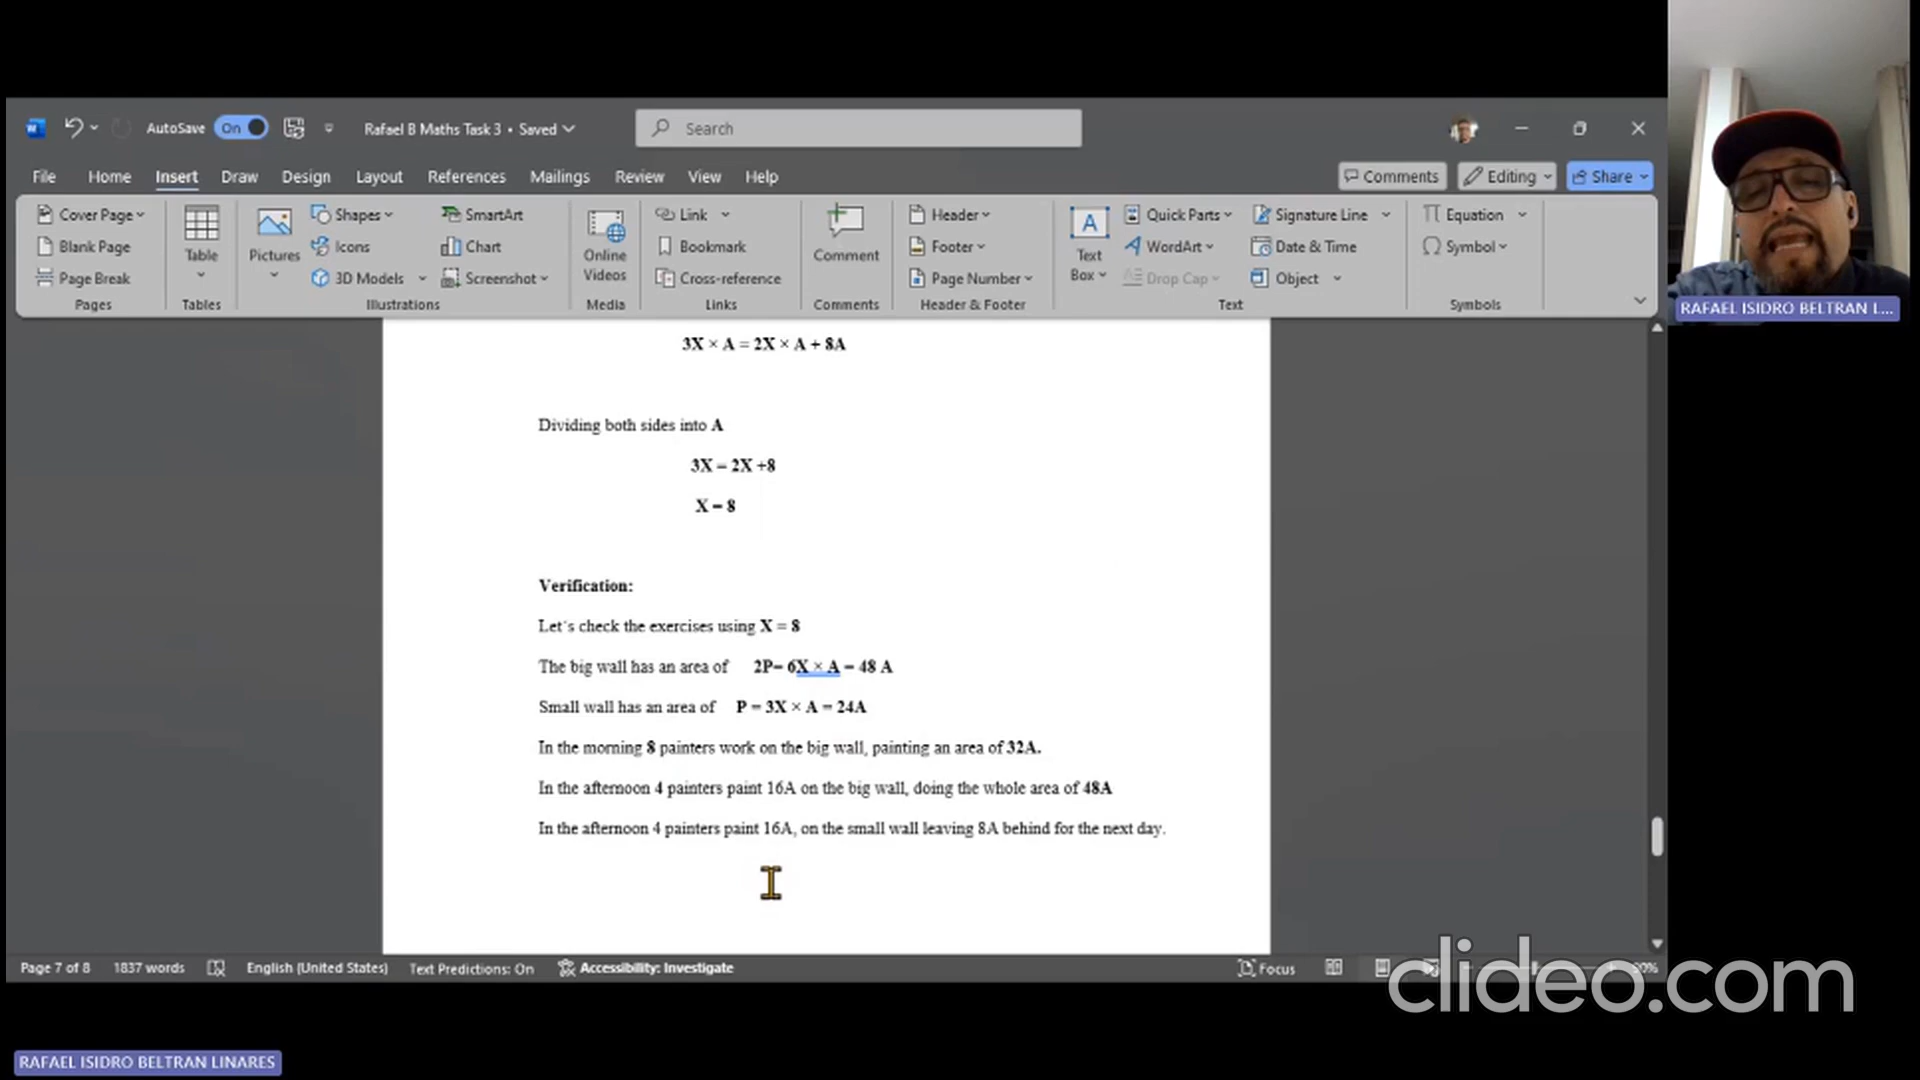 AutoSave On Rafael B Maths Task 3 • Saved Search
File Home Insert Draw Design Layout References Mailings Review View Help Comments Editing Share
Cover Page
Blank Page
Page Break
Pages
Table
Tables
Pictures
Shapes
Icons
3D Models
SmartArt
Chart
Screenshot
Illustrations
Online
Videos
Media
Link
Bookmark
Cross-reference
Links
Comment
Comments
Header
Footer
Page Number
Header & Footer
A
Text
Box
Quick Parts
WordArt
Drop Cap
Signature Line
Date & Time
Object
Text
Equation
Symbol
Symbols
RAFAEL ISIDRO BELTRAN L...
3X × A = 2X × A + 8A
Dividing both sides into A
3X = 2X +8
X = 8
Verification:
Let´s check the exercises using X = 8
The big wall has an area of 2P= 6X × A = 48 A
Small wall has an area of P = 3X × A = 24A
In the morning 8 painters work on the big wall, painting an area of 32A.
In the afternoon 4 painters paint 16A on the big wall, doing the whole area of 48A
In the afternoon 4 painters paint 16A, on the small wall leaving 8A behind for the next day.
Page 7 of 8 1837 words English (United States) Text Predictions: On Accessibility: Investigate Focus
clideo.com
RAFAEL ISIDRO BELTRAN LINARES